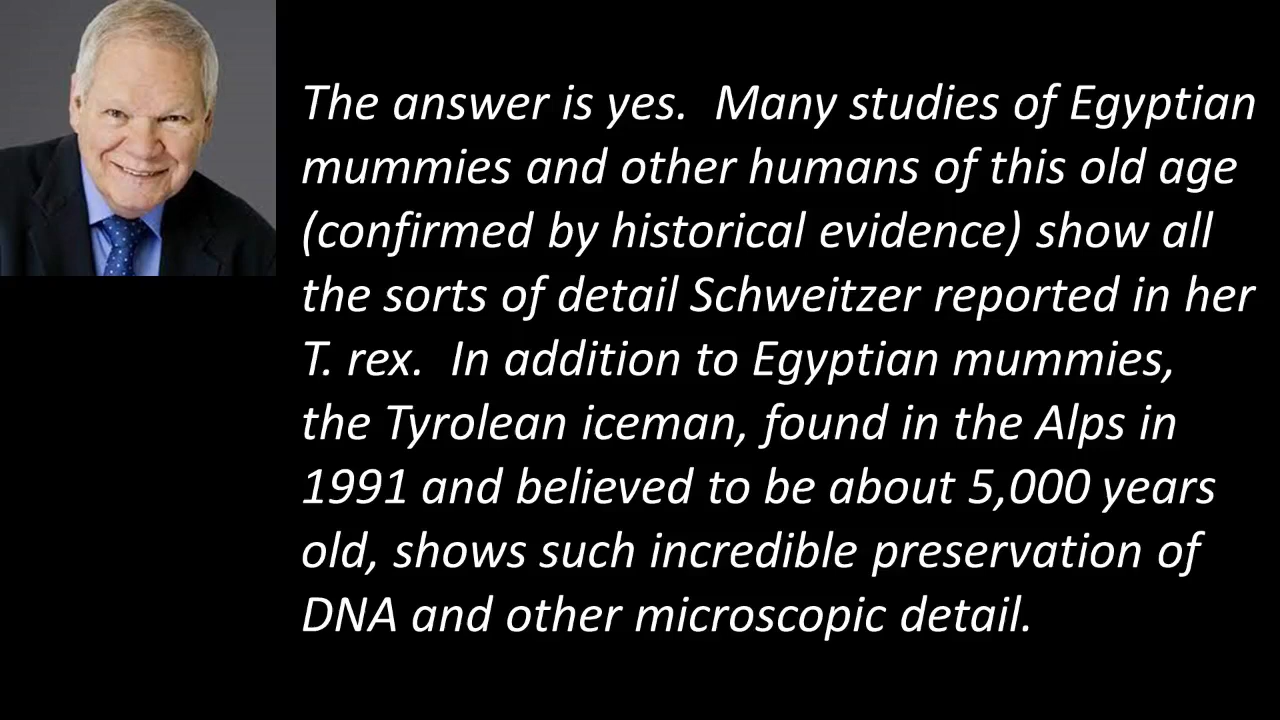 The answer is yes.  Many studies of Egyptian
mummies and other humans of this old age
(confirmed by historical evidence) show all
the sorts of detail Schweitzer reported in her
T. rex.  In addition to Egyptian mummies,
the Tyrolean iceman, found in the Alps in
1991 and believed to be about 5,000 years
old, shows such incredible preservation of
DNA and other microscopic detail.